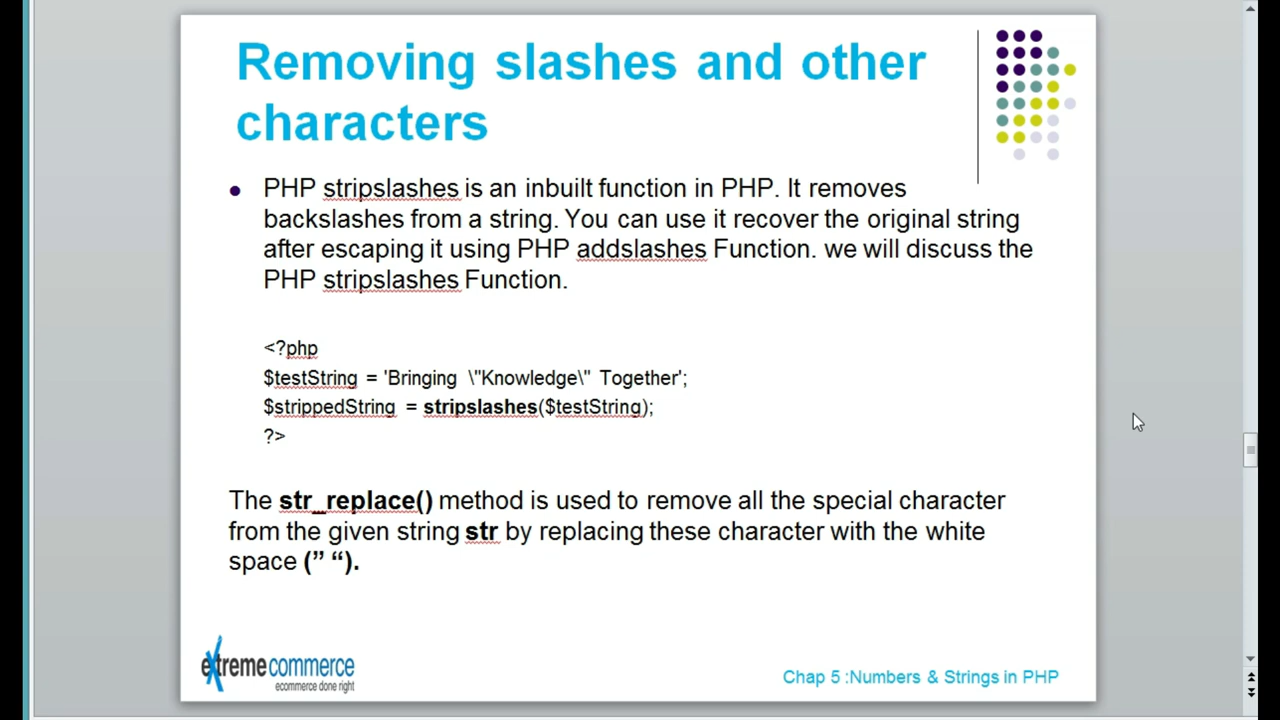 Removing slashes and other
characters
PHP stripslashes is an inbuilt function in PHP. It removes
backslashes from a string. You can use it recover the original string
after escaping it using PHP addslashes Function. we will discuss the
PHP stripslashes Function.
<?php
$testString = 'Bringing \"Knowledge\" Together';
$strippedString = stripslashes($testString);
?>
The str_replace() method is used to remove all the special character
from the given string str by replacing these character with the white
space (” “).
extreme commerce
ecommerce done right
Chap 5 :Numbers & Strings in PHP